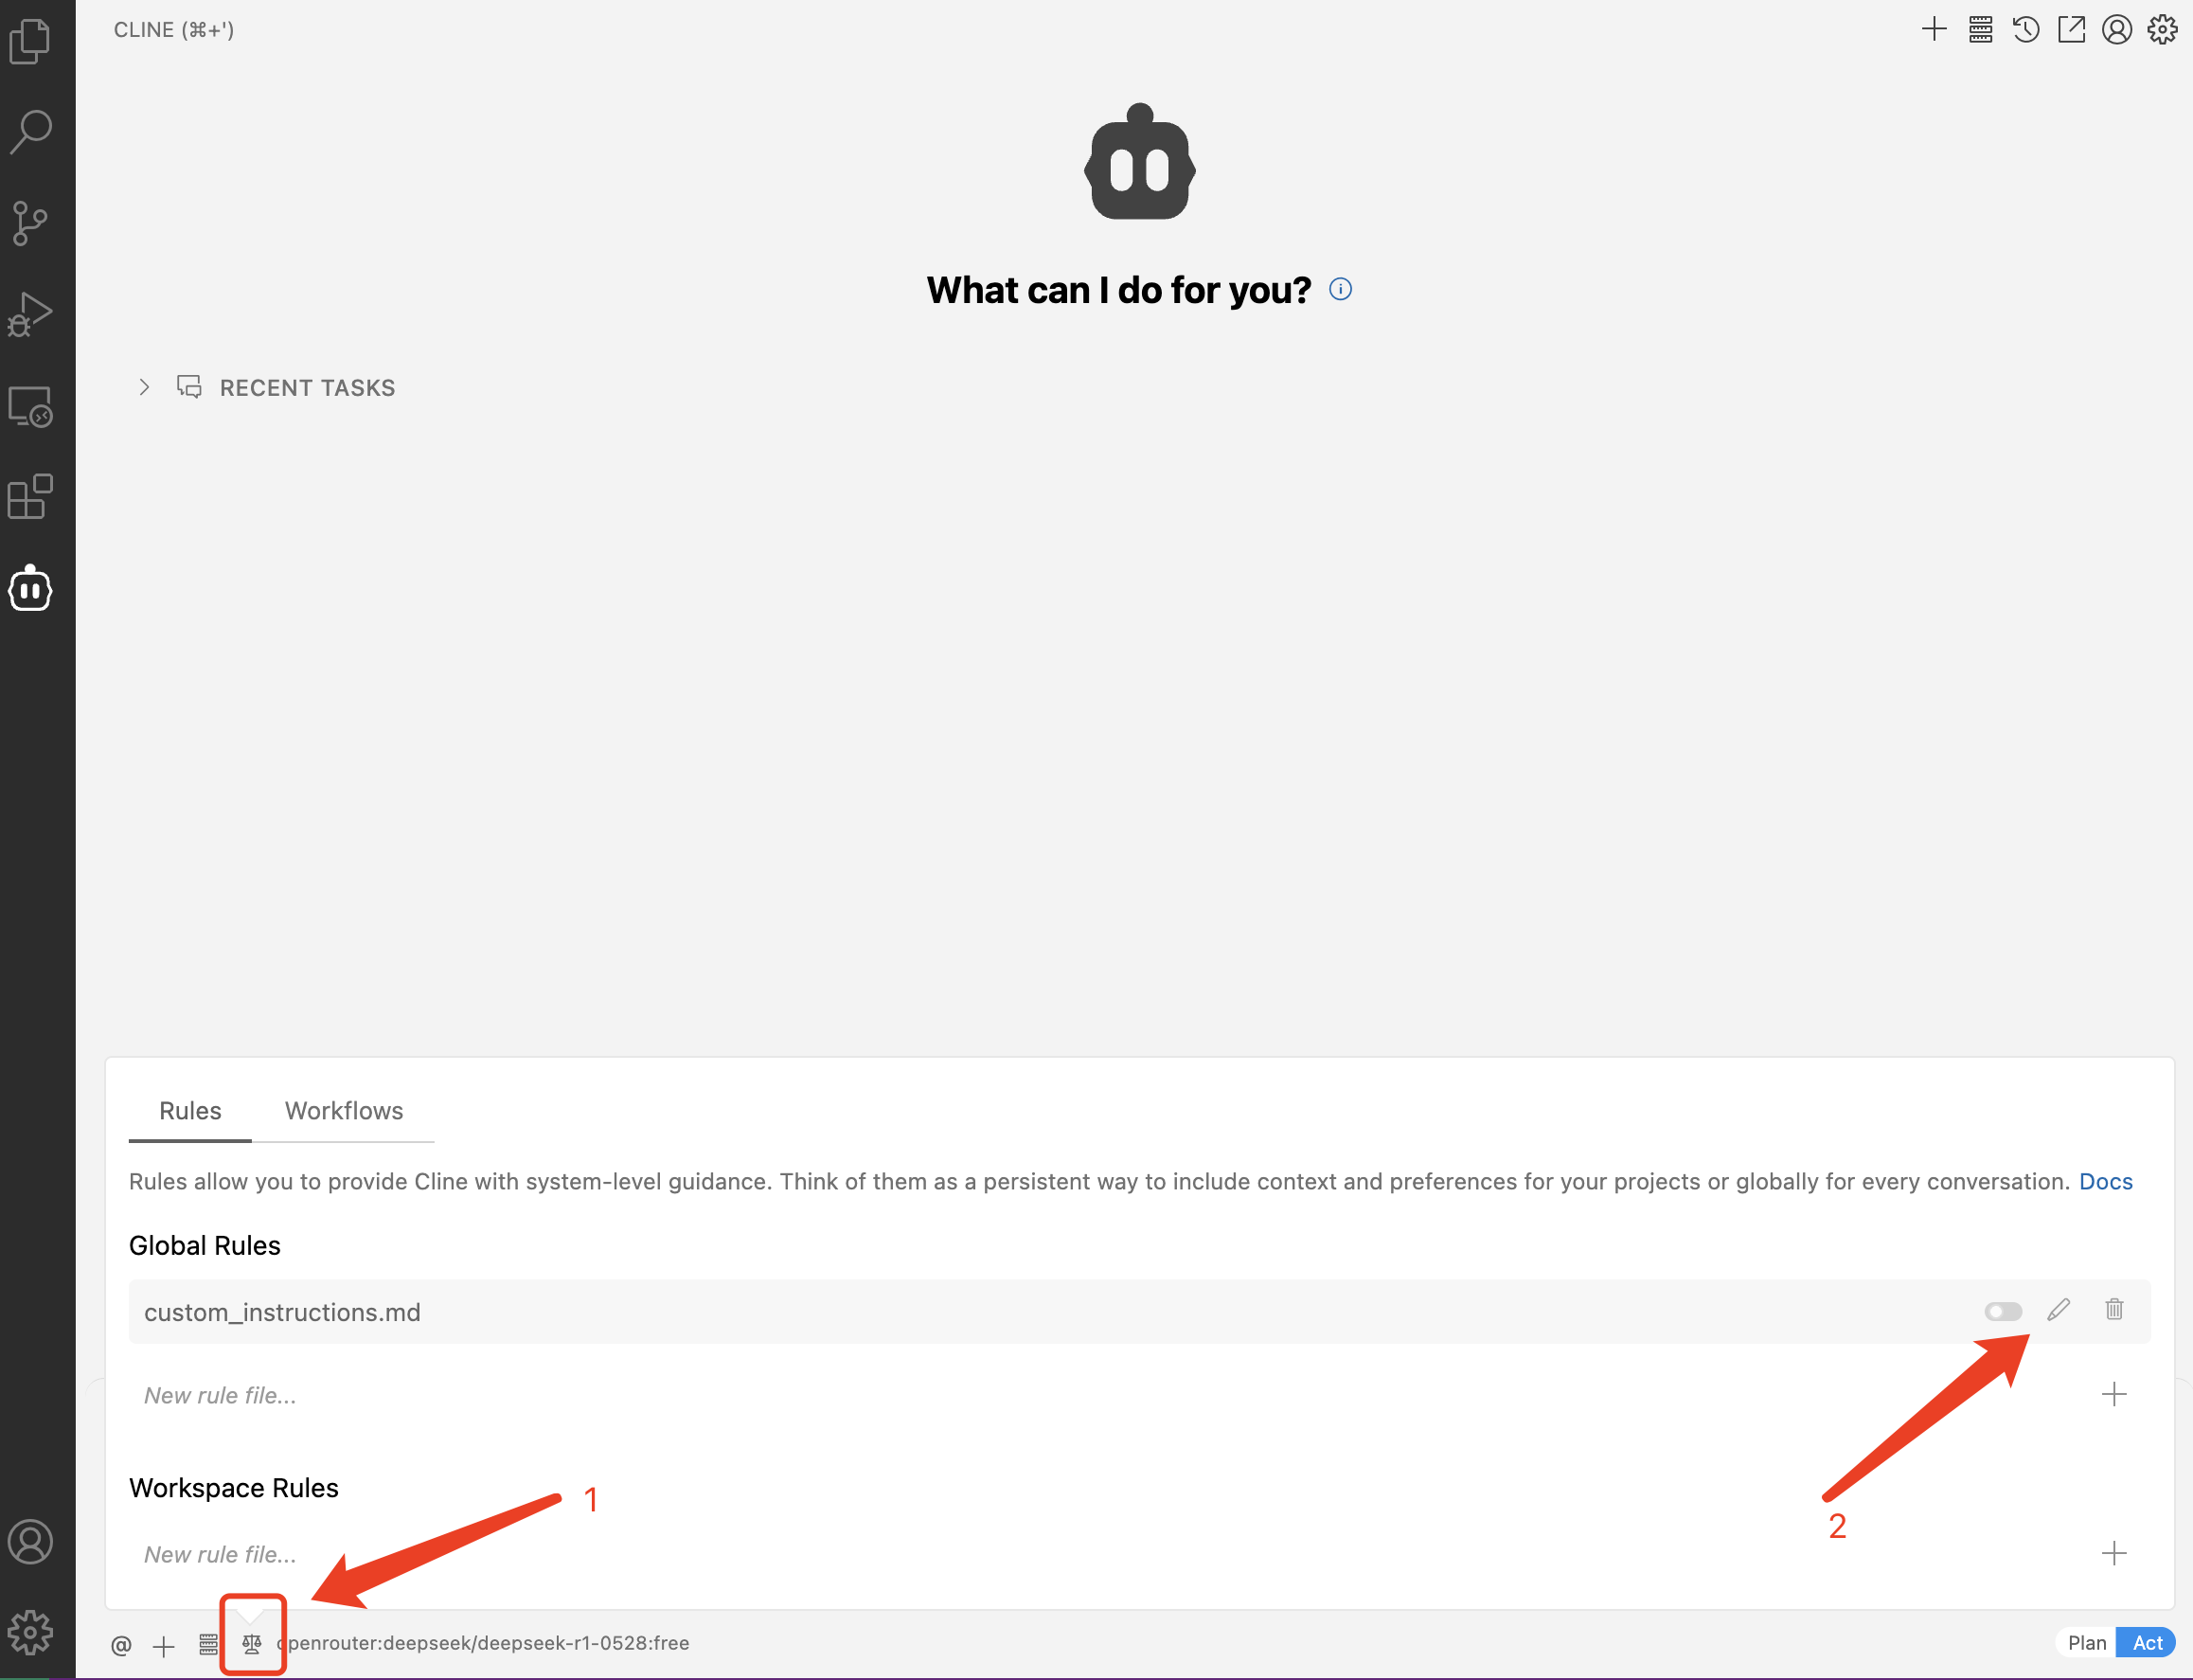 CLINE (⌘+')
What can I do for you?
RECENT TASKS
Rules Workflows
Rules allow you to provide Cline with system-level guidance. Think of them as a persistent way to include context and preferences for your projects or globally for every conversation. Docs
Global Rules
custom_instructions.md
New rule file...
Workspace Rules
1
2
New rule file...
@ openrouter:deepseek/deepseek-r1-0528:free Plan Act